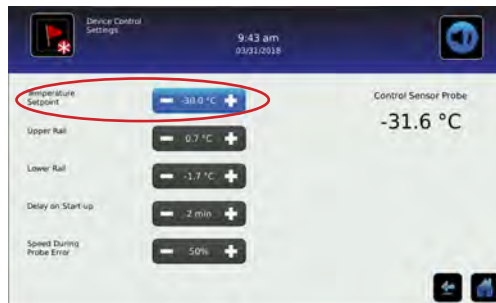 Device Control
Settings
9:43 am
03/31/2018
Temperature
Setpoint
-30.0 °C
Control Sensor Probe
-31.6 °C
Upper Rail
0.7 °C
Lower Rail
-1.7 °C
Delay on Start-up
2 min
Speed During
Probe Error
50%